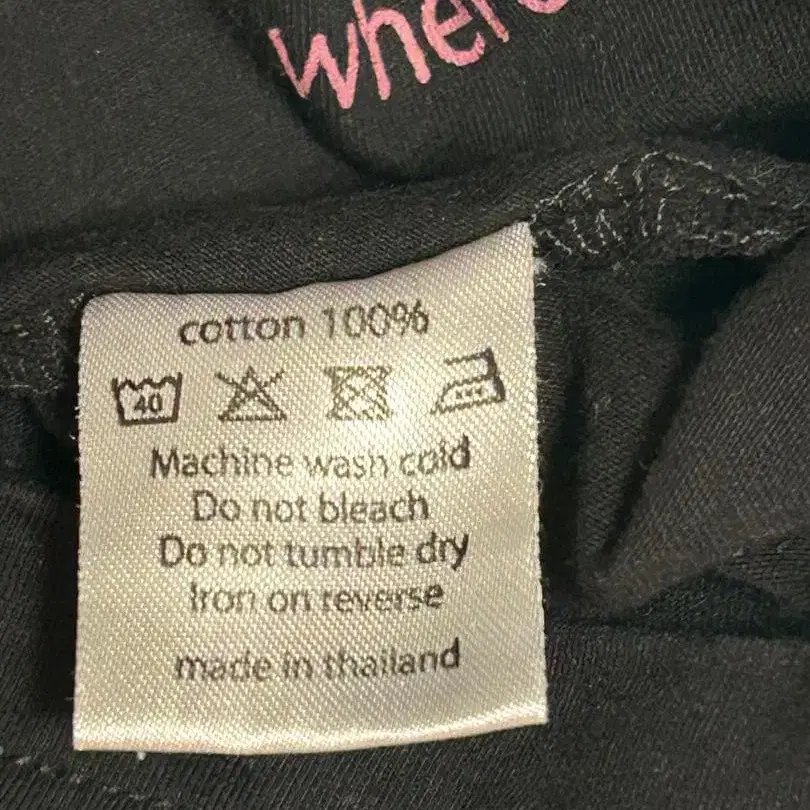 cotton 100%
40
Machine wash cold
Do not bleach
Do not tumble dry
Iron on reverse
made in thailand